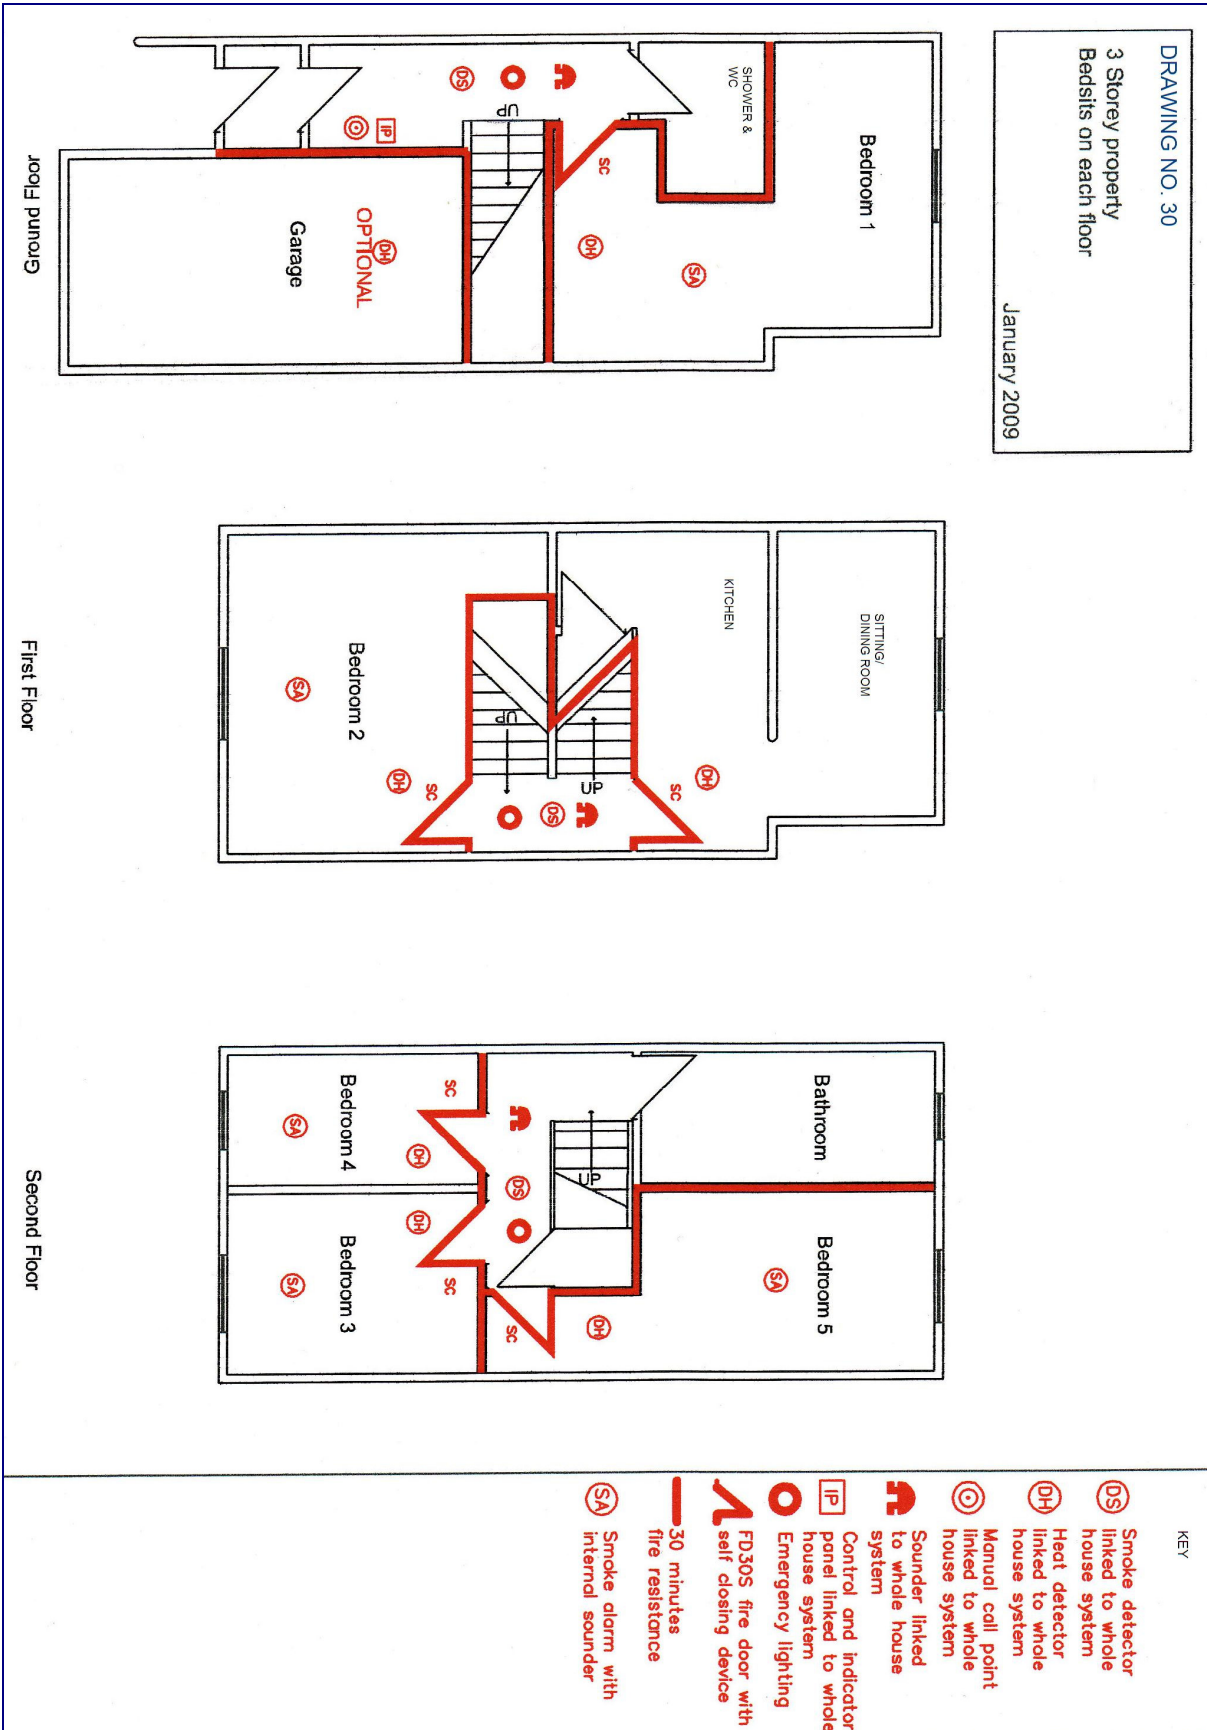 DRAWING NO. 30
3 Storey property
Bedsits on each floor
January 2009
Bedroom 1
SHOWER &
WC
SC
DH
SA
DS
UP
IP
DH
OPTIONAL
Garage
Ground Floor
SITTING/
DINING ROOM
KITCHEN
DH
SC
UP
DS
UP
SC
DH
Bedroom 2
SA
First Floor
Bathroom
Bedroom 5
SA
DH
SC
UP
DS
SC
DH
Bedroom 4
SA
DH
SC
Bedroom 3
SA
Second Floor
KEY
DS
Smoke detector
linked to whole
house system
DH
Heat detector
linked to whole
house system
Manual call point
linked to whole
house system
Sounder linked
to whole house
system
IP
Control and indicator
panel linked to whole
house system
Emergency lighting
FD30S fire door with
self closing device
30 minutes
fire resistance
SA
Smoke alarm with
internal sounder